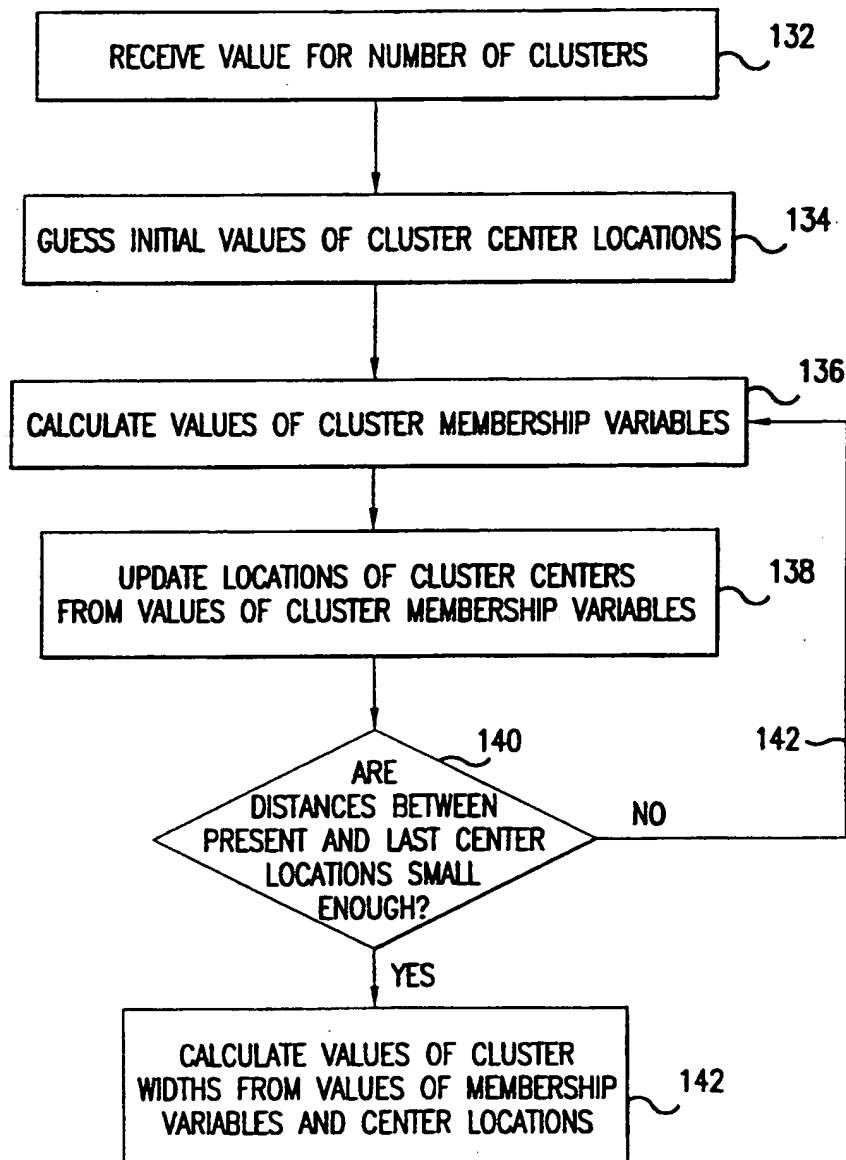 RECEIVE VALUE FOR NUMBER OF CLUSTERS
132
GUESS INITIAL VALUES OF CLUSTER CENTER LOCATIONS
134
CALCULATE VALUES OF CLUSTER MEMBERSHIP VARIABLES
136
UPDATE LOCATIONS OF CLUSTER CENTERS
FROM VALUES OF CLUSTER MEMBERSHIP VARIABLES
138
140
ARE
DISTANCES BETWEEN
PRESENT AND LAST CENTER
LOCATIONS SMALL
ENOUGH?
NO
142
YES
CALCULATE VALUES OF CLUSTER
WIDTHS FROM VALUES OF MEMBERSHIP
VARIABLES AND CENTER LOCATIONS
142